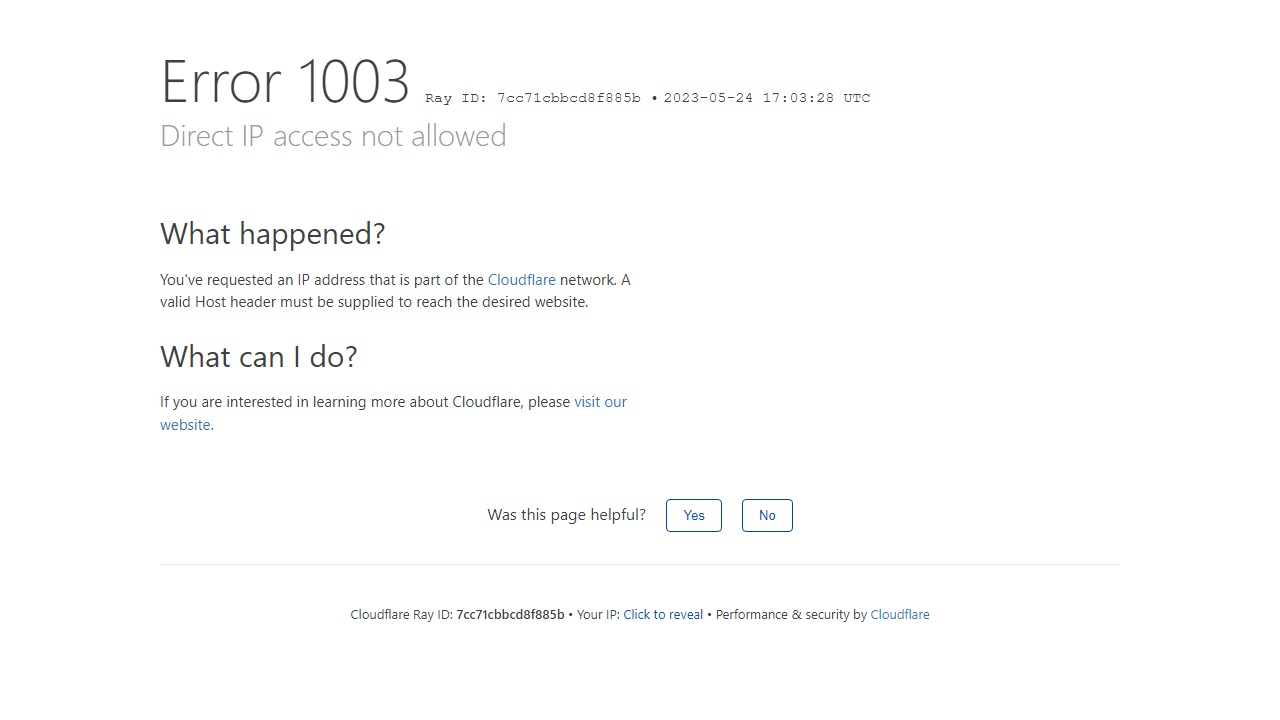 Error 1003 Ray ID: 7cc71cbbcd8f885b • 2023-05-24 17:03:28 UTC
Direct IP access not allowed
What happened?
You've requested an IP address that is part of the Cloudflare network. A
valid Host header must be supplied to reach the desired website.
What can I do?
If you are interested in learning more about Cloudflare, please visit our
website.
Was this page helpful? Yes No
Cloudflare Ray ID: 7cc71cbbcd8f885b • Your IP: Click to reveal • Performance & security by Cloudflare